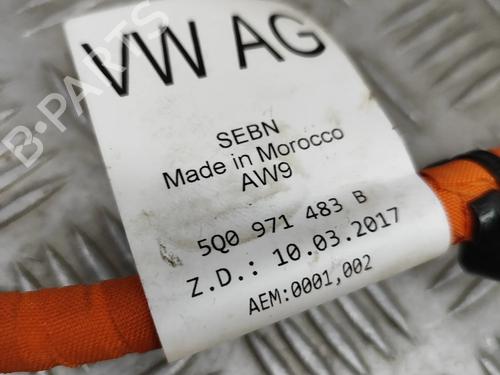 VW AG
SEBN
Made in Morocco
AW9
5Q0 971 483 B
Z.D.: 10.03.2017
AEM:0001,002
B-PARTS